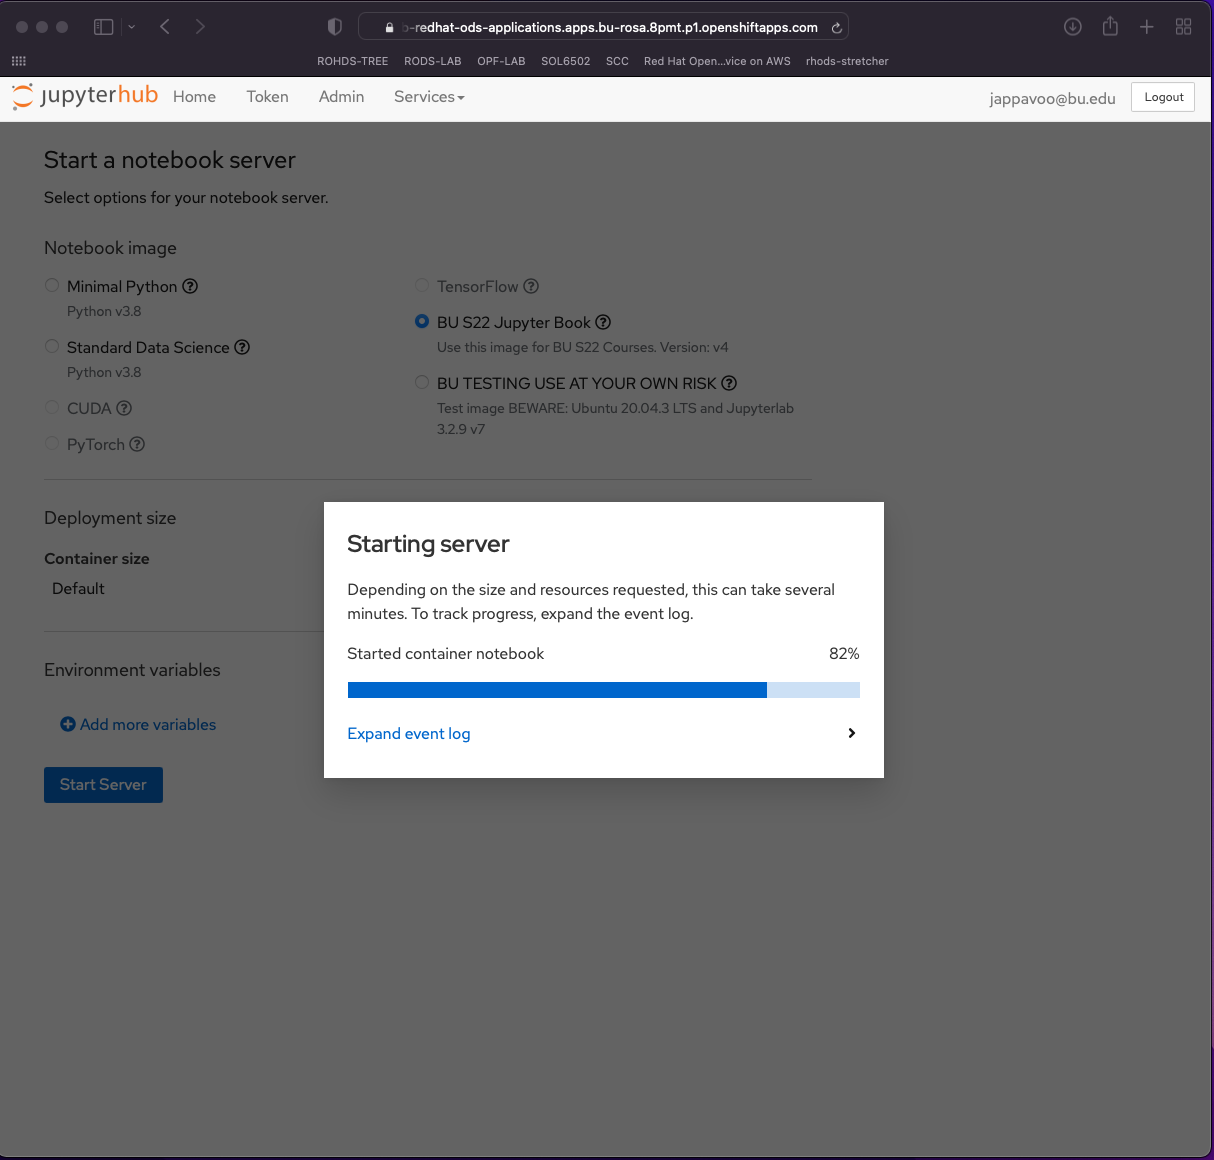 -redhat-ods-applications.apps.bu-rosa.8pmt.p1.openshiftapps.com
ROHDS-TREE RODS-LAB OPF-LAB SOL6502 SCC Red Hat Open...vice on AWS rhods-stretcher
jupyterhub Home Token Admin Services jappavoo@bu.edu Logout
Start a notebook server
Select options for your notebook server.
Notebook image
Minimal Python
Python v3.8
Standard Data Science
Python v3.8
CUDA
PyTorch
TensorFlow
BU S22 Jupyter Book
Use this image for BU S22 Courses. Version: v4
BU TESTING USE AT YOUR OWN RISK
Test image BEWARE: Ubuntu 20.04.3 LTS and Jupyterlab
3.2.9 v7
Deployment size
Container size
Default
Environment variables
Add more variables
Start Server
Starting server
Depending on the size and resources requested, this can take several
minutes. To track progress, expand the event log.
Started container notebook 82%
Expand event log